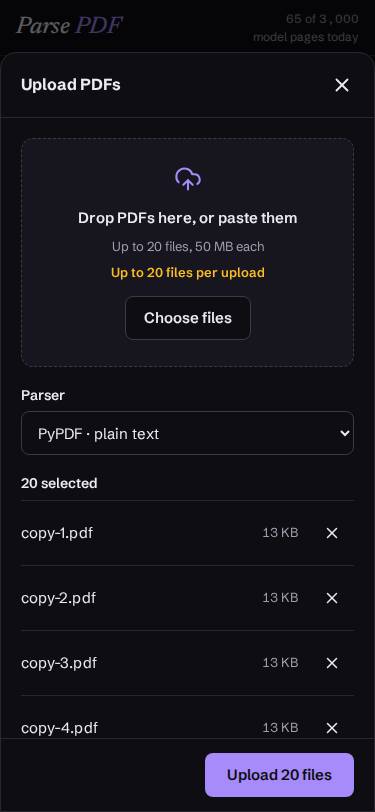 Parse PDF
65 of 3,000
model pages today
Upload PDFs
Drop PDFs here, or paste them
Up to 20 files, 50 MB each
Up to 20 files per upload
Choose files
Parser
PyPDF · plain text
20 selected
copy-1.pdf 13 KB
copy-2.pdf 13 KB
copy-3.pdf 13 KB
copy-4.pdf 13 KB
Upload 20 files